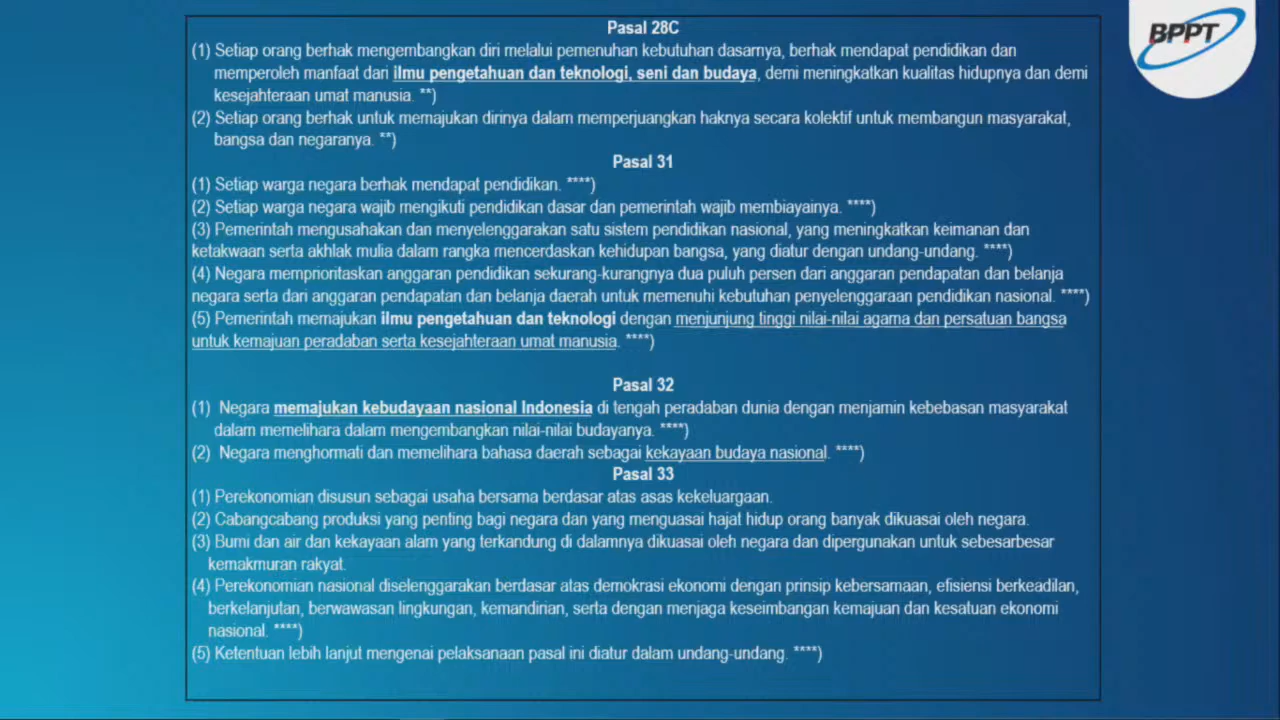 BPPT
Pasal 28C
(1) Setiap orang berhak mengembangkan diri melalui pemenuhan kebutuhan dasarnya, berhak mendapat pendidikan dan
memperoleh manfaat dari ilmu pengetahuan dan teknologi, seni dan budaya, demi meningkatkan kualitas hidupnya dan demi
kesejahteraan umat manusia. **)
(2) Setiap orang berhak untuk memajukan dirinya dalam memperjuangkan haknya secara kolektif untuk membangun masyarakat,
bangsa dan negaranya. **)
Pasal 31
(1) Setiap warga negara berhak mendapat pendidikan. ****)
(2) Setiap warga negara wajib mengikuti pendidikan dasar dan pemerintah wajib membiayainya. ****)
(3) Pemerintah mengusahakan dan menyelenggarakan satu sistem pendidikan nasional, yang meningkatkan keimanan dan
ketakwaan serta akhlak mulia dalam rangka mencerdaskan kehidupan bangsa, yang diatur dengan undang-undang. ****)
(4) Negara memprioritaskan anggaran pendidikan sekurang-kurangnya dua puluh persen dari anggaran pendapatan dan belanja
negara serta dari anggaran pendapatan dan belanja daerah untuk memenuhi kebutuhan penyelenggaraan pendidikan nasional. ****)
(5) Pemerintah memajukan ilmu pengetahuan dan teknologi dengan menjunjung tinggi nilai-nilai agama dan persatuan bangsa
untuk kemajuan peradaban serta kesejahteraan umat manusia. ****)
Pasal 32
(1) Negara memajukan kebudayaan nasional Indonesia di tengah peradaban dunia dengan menjamin kebebasan masyarakat
dalam memelihara dalam mengembangkan nilai-nilai budayanya. ****)
(2) Negara menghormati dan memelihara bahasa daerah sebagai kekayaan budaya nasional. ****)
Pasal 33
(1) Perekonomian disusun sebagai usaha bersama berdasar atas asas kekeluargaan.
(2) Cabangcabang produksi yang penting bagi negara dan yang menguasai hajat hidup orang banyak dikuasai oleh negara.
(3) Bumi dan air dan kekayaan alam yang terkandung di dalamnya dikuasai oleh negara dan dipergunakan untuk sebesarbesar
kemakmuran rakyat.
(4) Perekonomian nasional diselenggarakan berdasar atas demokrasi ekonomi dengan prinsip kebersamaan, efisiensi berkeadilan,
berkelanjutan, berwawasan lingkungan, kemandirian, serta dengan menjaga keseimbangan kemajuan dan kesatuan ekonomi
nasional. ****)
(5) Ketentuan lebih lanjut mengenai pelaksanaan pasal ini diatur dalam undang-undang. ****)